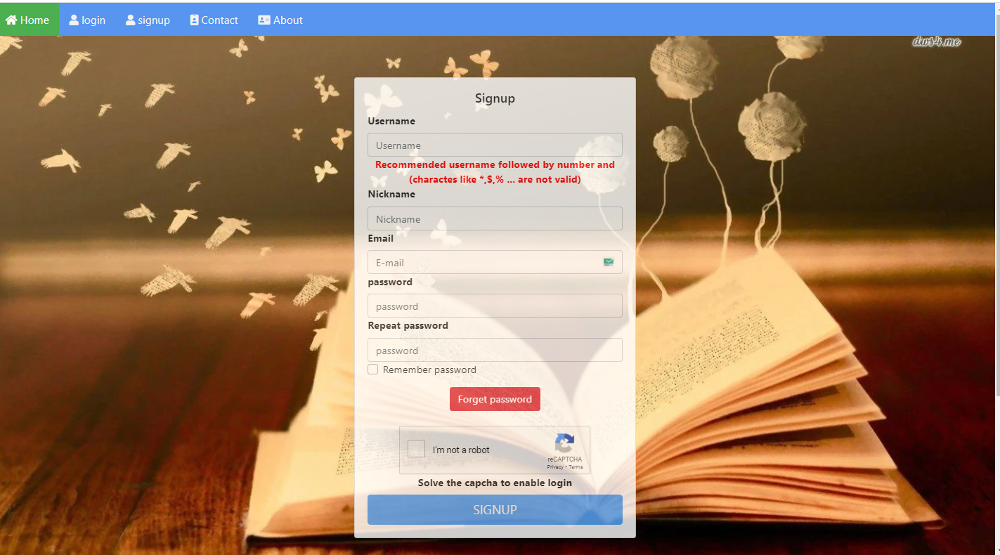 Home
login
signup
Contact
About
dws4.me
Signup
Username
Username
Recommended username followed by number and
(charactes like *,$,% ... are not valid)
Nickname
Nickname
Email
E-mail
password
password
Repeat password
password
Remember password
Forget password
I'm not a robot
reCAPTCHA
Privacy - Terms
Solve the capcha to enable login
SIGNUP